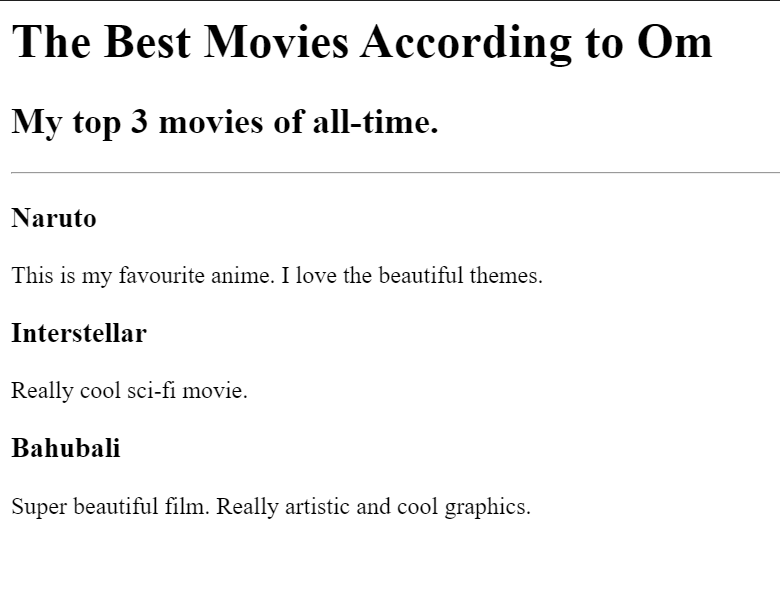 The Best Movies According to Om
My top 3 movies of all-time.
Naruto
This is my favourite anime. I love the beautiful themes.
Interstellar
Really cool sci-fi movie.
Bahubali
Super beautiful film. Really artistic and cool graphics.